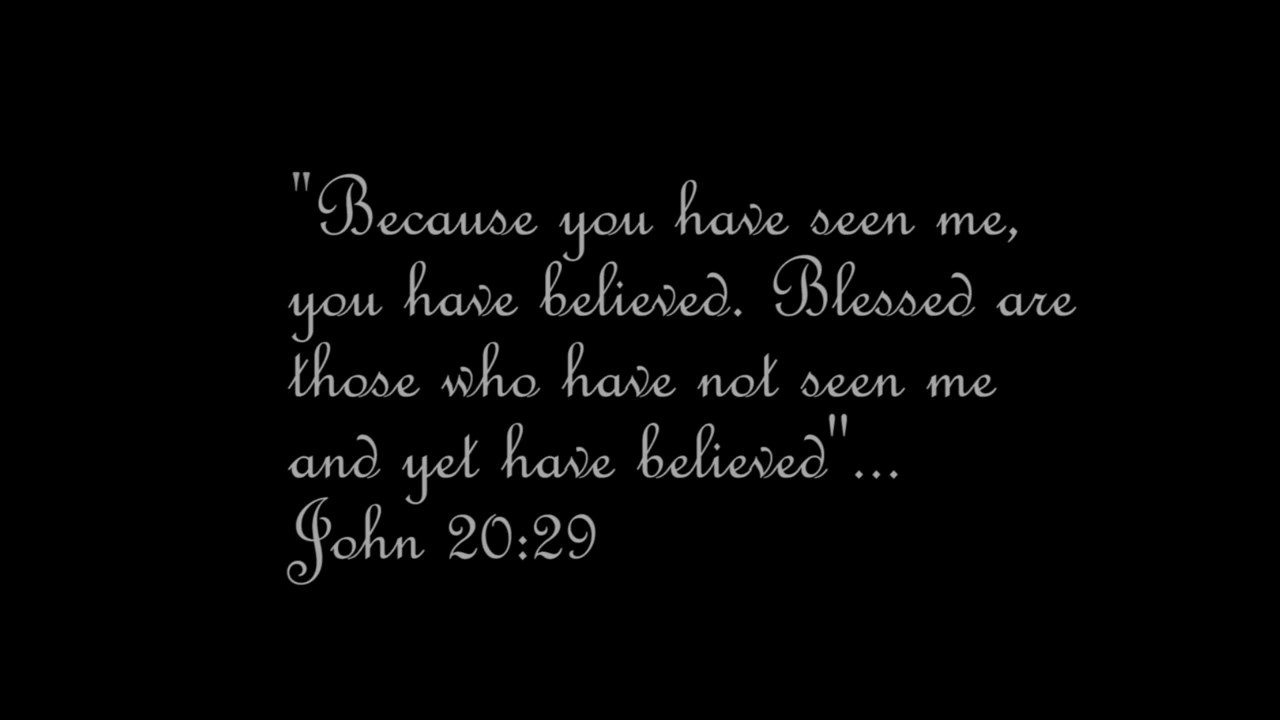 "Because you have seen me,
you have believed. Blessed are
those who have not seen me
and yet have believed"...
John 20:29